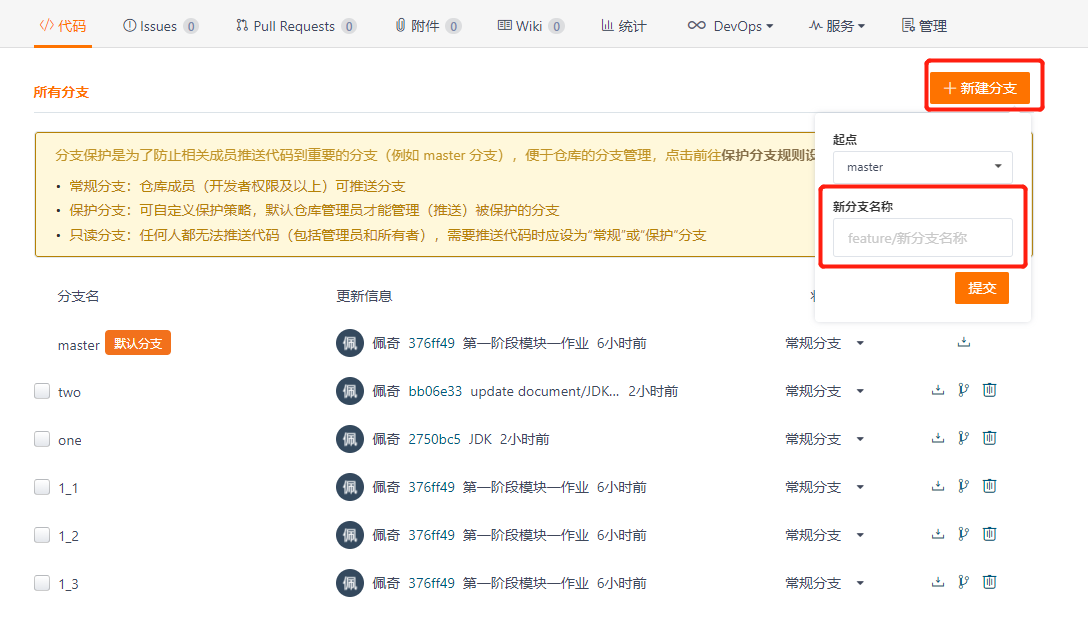 代码 Issues 0 Pull Requests 0 附件 0 Wiki 0 统计 DevOps 服务 管理
所有分支
+ 新建分支
起点
master
新分支名称
feature/新分支名称
提交
分支保护是为了防止相关成员推送代码到重要的分支（例如 master 分支），便于仓库的分支管理，点击前往保护分支规则设
• 常规分支：仓库成员（开发者权限及以上）可推送分支
• 保护分支：可自定义保护策略，默认仓库管理员才能管理（推送）被保护的分支
• 只读分支：任何人都无法推送代码（包括管理员和所有者），需要推送代码时应设为“常规”或“保护”分支
分支名 更新信息
master 默认分支 佩 佩奇 376ff49 第一阶段模块一作业 6小时前 常规分支
two 佩 佩奇 bb06e33 update document/JDK... 2小时前 常规分支
one 佩 佩奇 2750bc5 JDK 2小时前 常规分支
1_1 佩 佩奇 376ff49 第一阶段模块一作业 6小时前 常规分支
1_2 佩 佩奇 376ff49 第一阶段模块一作业 6小时前 常规分支
1_3 佩 佩奇 376ff49 第一阶段模块一作业 6小时前 常规分支